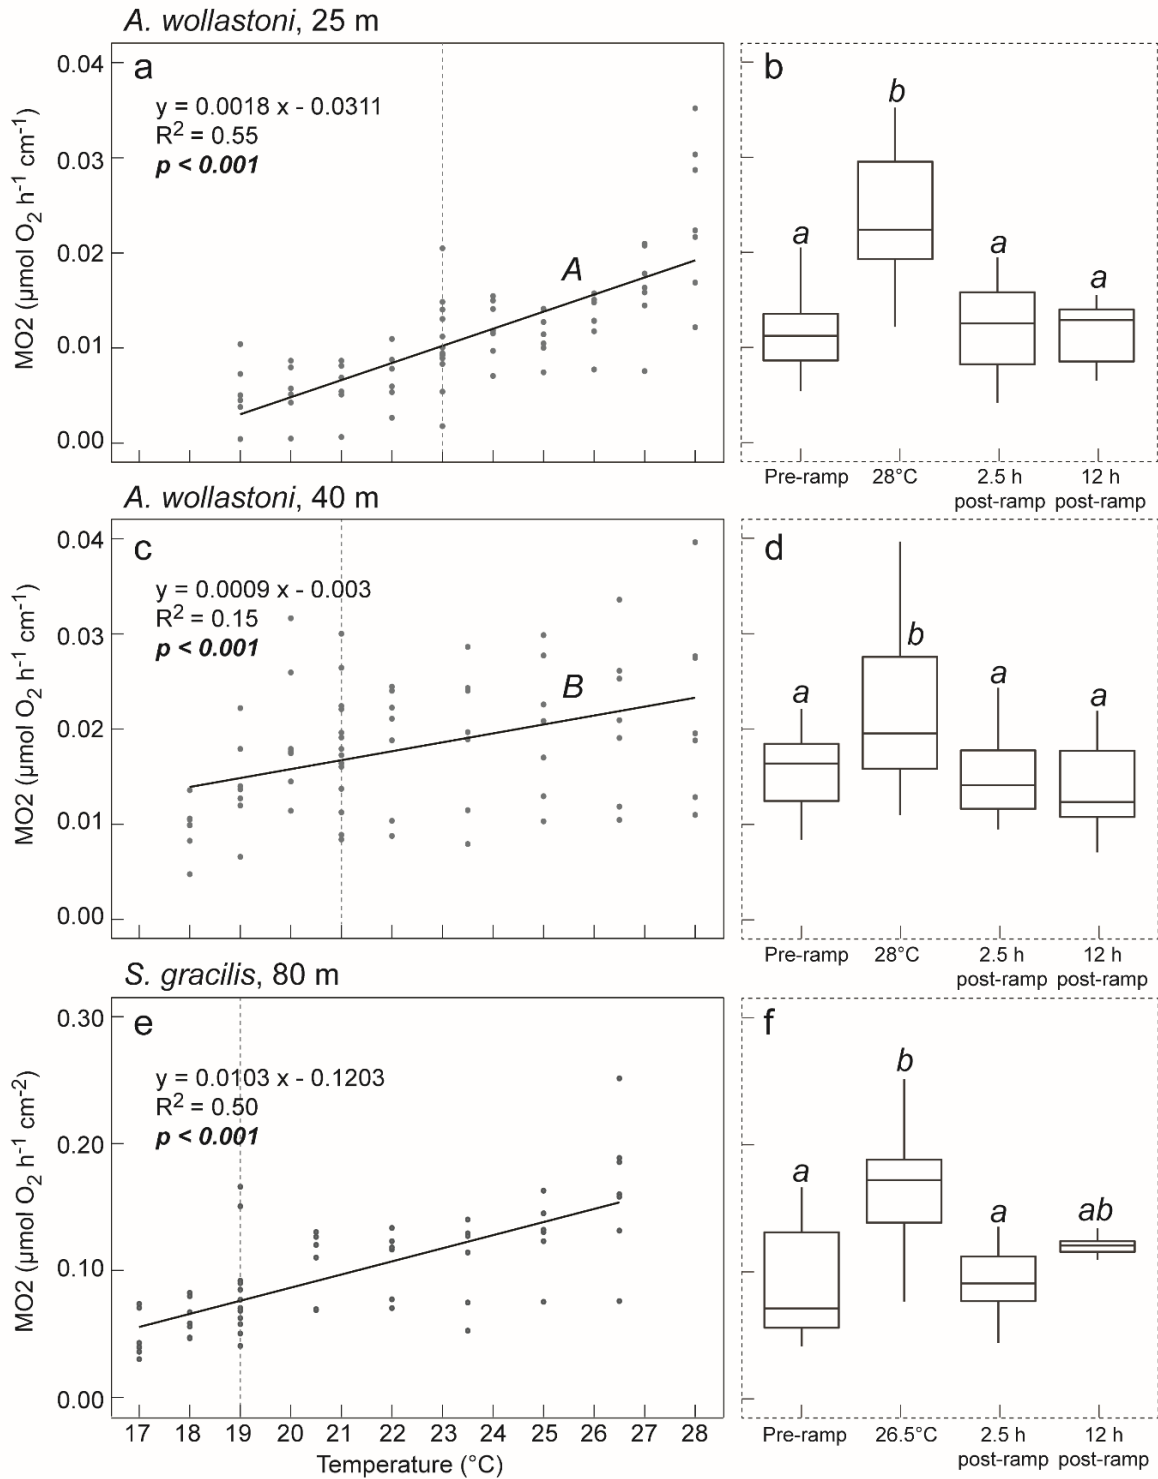 A. wollastoni, 25 m
a
y = 0.0018 x - 0.0311
R² = 0.55
p < 0.001
A
MO2 (µmol O₂ h⁻¹ cm⁻¹)
0.04
0.03
0.02
0.01
0.00
b
a
b
a
a
Pre-ramp
28°C
2.5 h
post-ramp
12 h
post-ramp
A. wollastoni, 40 m
c
y = 0.0009 x - 0.003
R² = 0.15
p < 0.001
B
MO2 (µmol O₂ h⁻¹ cm⁻¹)
0.04
0.03
0.02
0.01
0.00
d
a
b
a
a
Pre-ramp
28°C
2.5 h
post-ramp
12 h
post-ramp
S. gracilis, 80 m
e
y = 0.0103 x - 0.1203
R² = 0.50
p < 0.001
MO2 (µmol O₂ h⁻¹ cm⁻²)
0.30
0.20
0.10
0.00
17 18 19 20 21 22 23 24 25 26 27 28
Temperature (°C)
f
a
b
a
ab
Pre-ramp
26.5°C
2.5 h
post-ramp
12 h
post-ramp